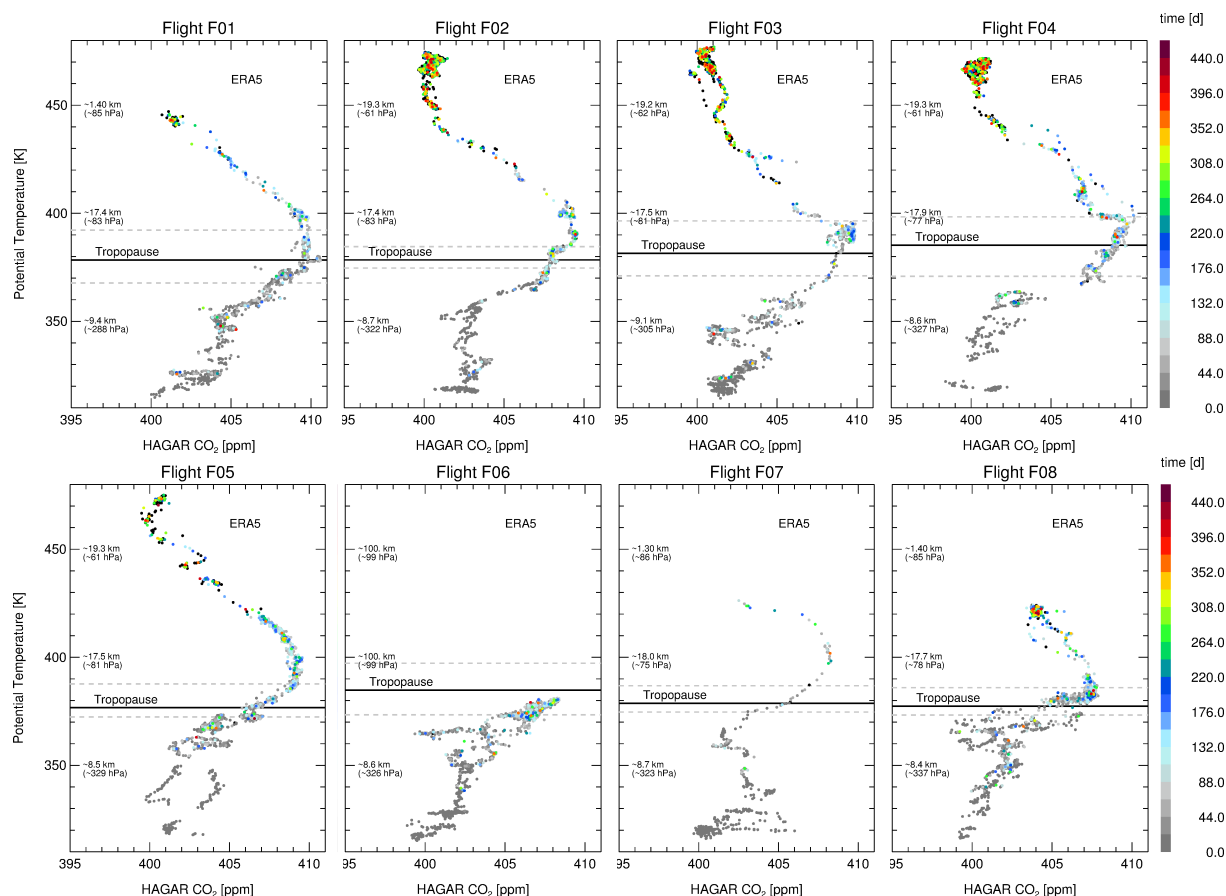 Flight F01 Flight F02 Flight F03 Flight F04 time [d]
ERA5 ERA5 ERA5 ERA5
450
400
350
Potential Temperature [K]
~1.40 km
(~85 hPa)
~17.4 km
(~83 hPa)
Tropopause
~9.4 km
(~288 hPa)
~19.3 km
(~61 hPa)
~17.4 km
(~83 hPa)
Tropopause
~8.7 km
(~322 hPa)
~19.2 km
(~62 hPa)
~17.5 km
(~81 hPa)
Tropopause
~9.1 km
(~305 hPa)
~19.3 km
(~61 hPa)
~17.9 km
(~77 hPa)
Tropopause
~8.6 km
(~327 hPa)
440.0
396.0
352.0
308.0
264.0
220.0
176.0
132.0
88.0
44.0
0.0
395 400 405 410
95 400 405 410
95 400 405 410
95 400 405 410
HAGAR CO2 [ppm] HAGAR CO2 [ppm] HAGAR CO2 [ppm] HAGAR CO2 [ppm]
Flight F05 Flight F06 Flight F07 Flight F08 time [d]
ERA5 ERA5 ERA5 ERA5
450
400
350
Potential Temperature [K]
~19.3 km
(~61 hPa)
~17.5 km
(~81 hPa)
Tropopause
~8.5 km
(~329 hPa)
~100. km
(~99 hPa)
~100. km
(~99 hPa)
Tropopause
~8.6 km
(~326 hPa)
~1.30 km
(~86 hPa)
~18.0 km
(~75 hPa)
Tropopause
~8.7 km
(~323 hPa)
~1.40 km
(~85 hPa)
~17.7 km
(~78 hPa)
Tropopause
~8.4 km
(~337 hPa)
440.0
396.0
352.0
308.0
264.0
220.0
176.0
132.0
88.0
44.0
0.0
395 400 405 410
95 400 405 410
95 400 405 410
95 400 405 410
HAGAR CO2 [ppm] HAGAR CO2 [ppm] HAGAR CO2 [ppm] HAGAR CO2 [ppm]